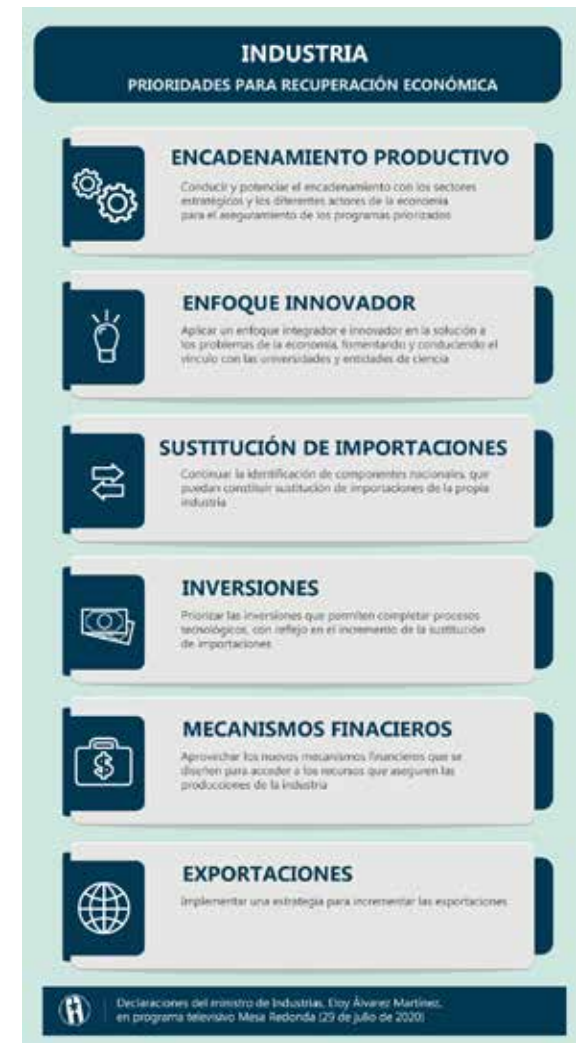 INDUSTRIA
PRIORIDADES PARA RECUPERACIÓN ECONÓMICA
ENCADENAMIENTO PRODUCTIVO
Conducir y potenciar el encadenamiento con los sectores
estratégicos y los diferentes actores de la economía
para el aseguramiento de los programas priorizados
ENFOQUE INNOVADOR
Aplicar un enfoque integrador e innovador en la solución a
los problemas de la economía, fomentando y conduciendo el
vínculo con las universidades y entidades de ciencia
SUSTITUCIÓN DE IMPORTACIONES
Continuar la identificación de componentes nacionales, que
puedan constituir sustitución de importaciones de la propia
industria
INVERSIONES
Priorizar las inversiones que permiten completar procesos
tecnológicos, con reflejo en el incremento de la sustitución
de importaciones
MECANISMOS FINACIEROS
Aprovechar los nuevos mecanismos financieros que se
diseñen para acceder a los recursos que aseguren las
producciones de la industria
EXPORTACIONES
Implementar una estrategia para incrementar las exportaciones
Declaraciones del ministro de Industrias, Eloy Álvarez Martínez,
en programa televisivo Mesa Redonda (29 de julio de 2020)